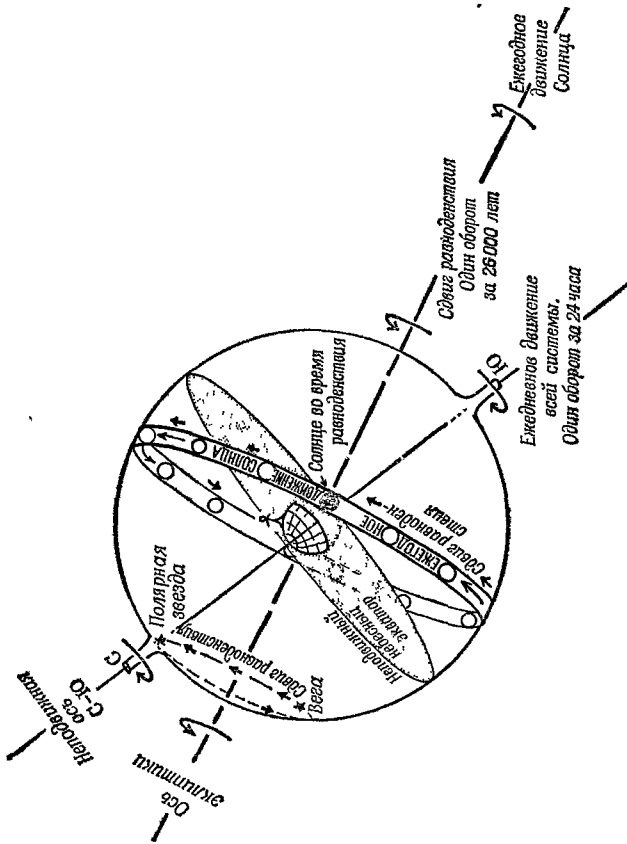 Ежегодное
движение
Солнца
Сдвиг равноденствия
Один оборот
за 26000 лет
Ежедневное движение
всей системы.
Один оборот за 24 часа
Ю
Солнце во время
равноденствия
ЕЖЕГОДНОЕ ДВИЖЕНИЕ СОЛНЦА
Сдвиг равноден-
ствия
Неподвижный
небесный
экватор
Полярная
звезда
С
Сдвиг равноденствия
Вега
Неподвижная
ось
С-Ю
Ось
эклиптики